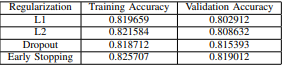 Regularization Training Accuracy Validation Accuracy
L1 0.819659 0.802912
L2 0.821584 0.808632
Dropout 0.818712 0.815393
Early Stopping 0.825707 0.819012